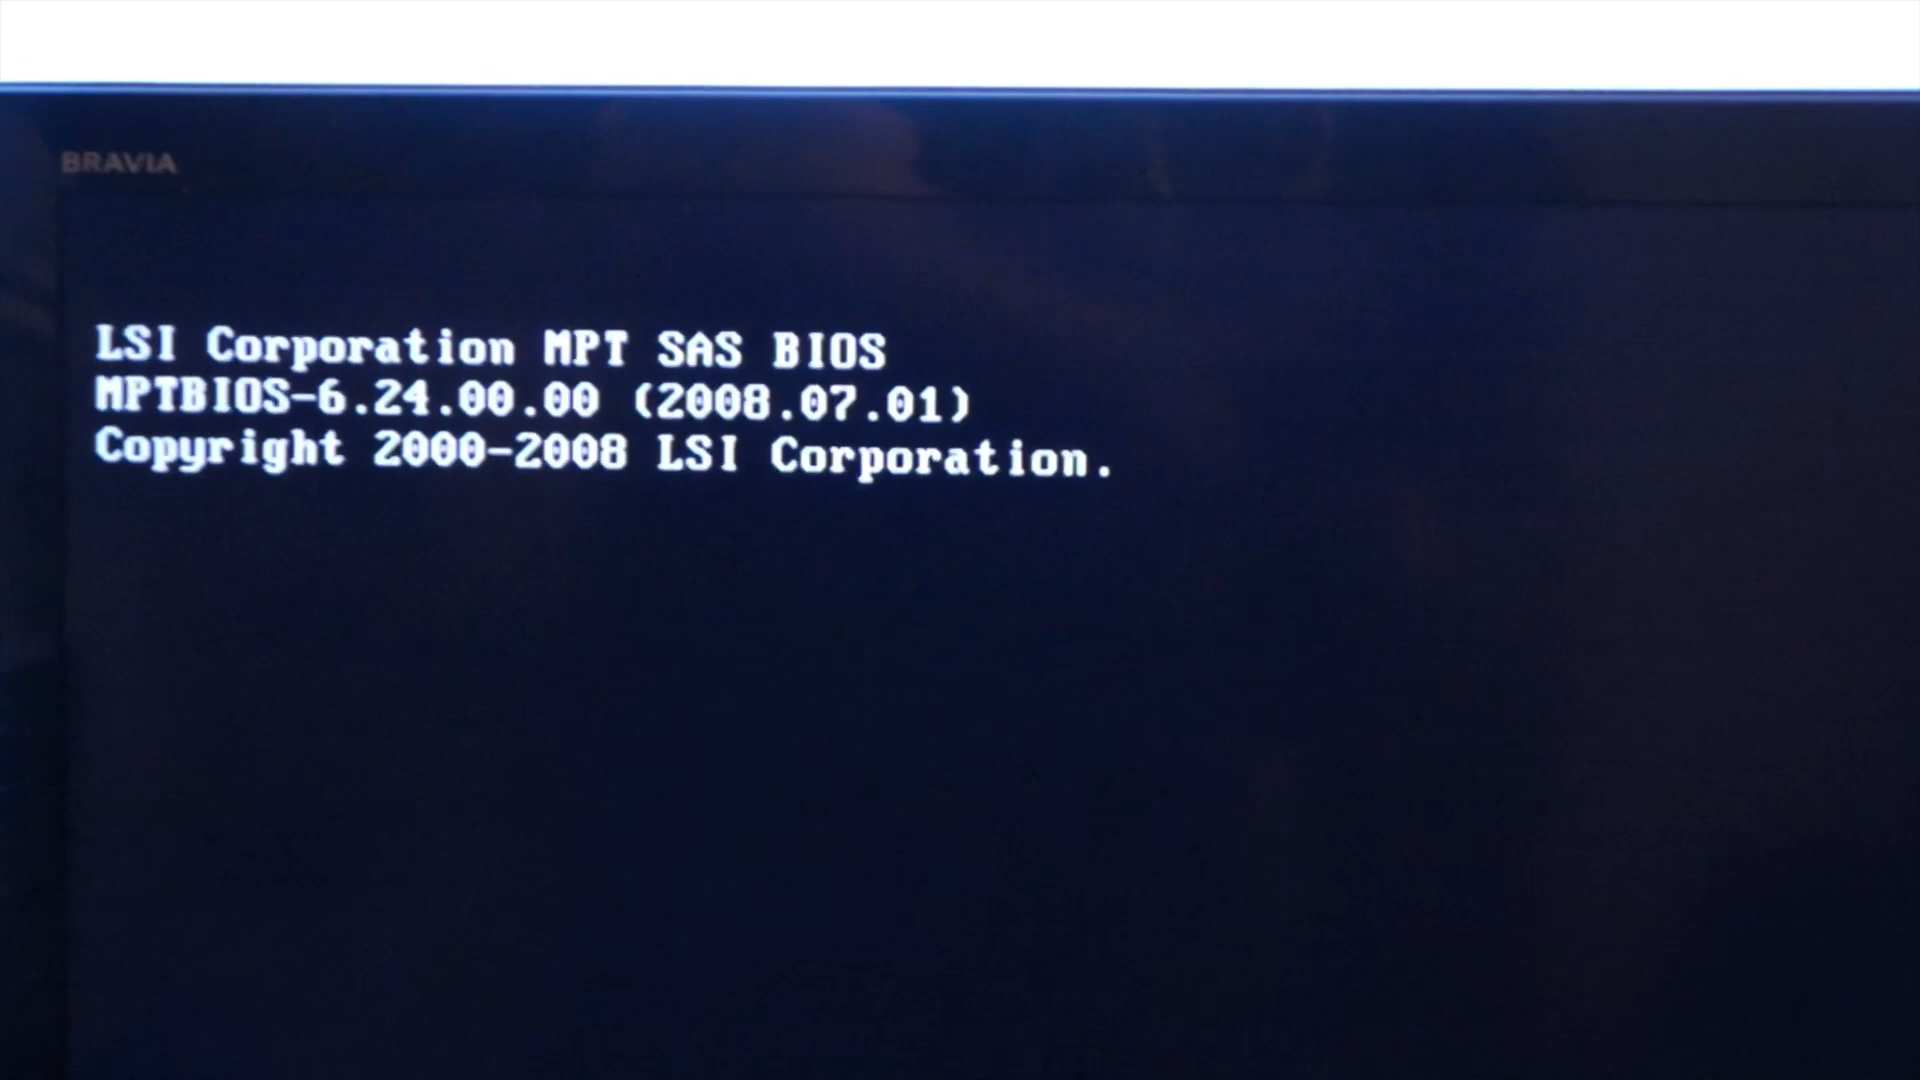 BRAVIA
LSI Corporation MPT SAS BIOS
MPTBIOS-6.24.00.00 (2008.07.01)
Copyright 2000-2008 LSI Corporation.